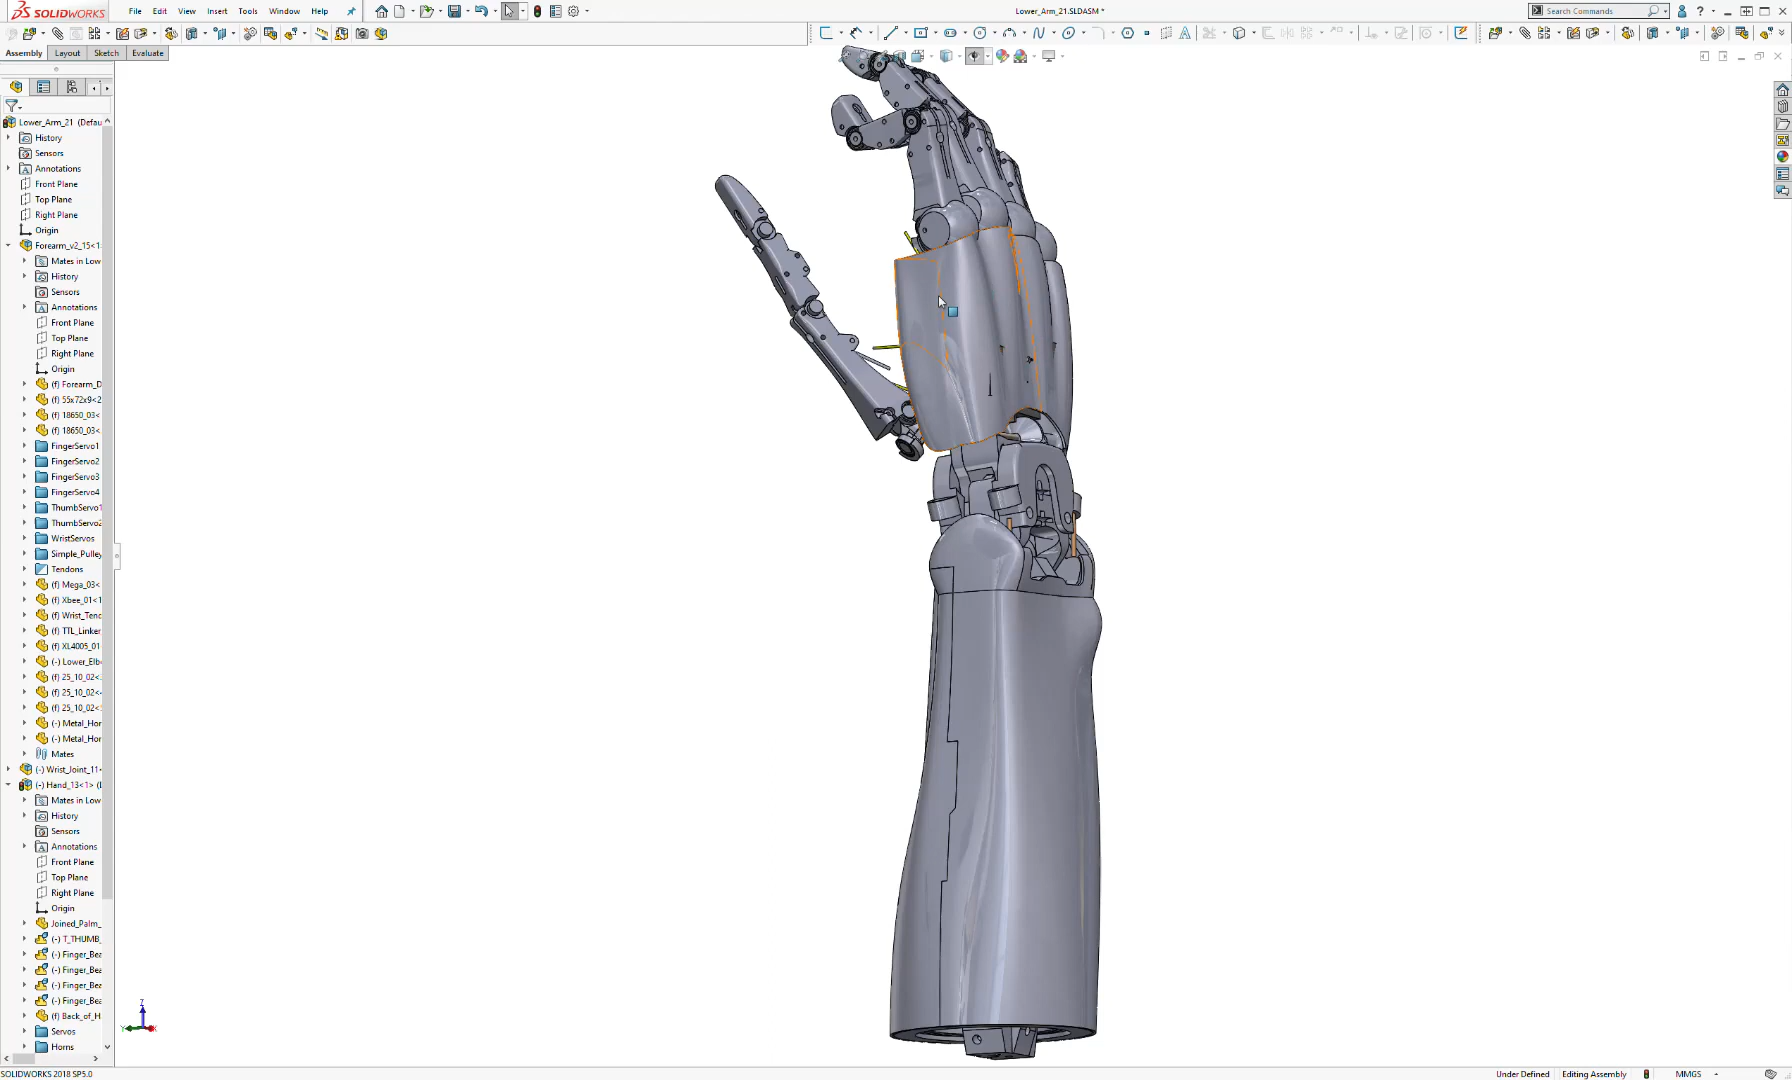 SOLIDWORKS File Edit View Insert Tools Window Help Lower_Arm_21.SLDASM * Search Commands
Assembly Layout Sketch Evaluate
Lower_Arm_21 (Defau
History
Sensors
Annotations
Front Plane
Top Plane
Right Plane
Origin
Forearm_v2_15<1
Mates in Low
History
Sensors
Annotations
Front Plane
Top Plane
Right Plane
Origin
(f) Forearm_D
(f) 55x72x9<2
(f) 18650_03<
(f) 18650_03<
FingerServo1
FingerServo2
FingerServo3
FingerServo4
ThumbServo1
ThumbServo2
WristServos
Simple_Pulley
Tendons
(f) Mega_03<
(f) Xbee_01<1
(f) Wrist_Tend
(f) TTL_Linker
(f) XL4005_01
(-) Lower_Elb
(f) 25_10_02<
(f) 25_10_02<
(f) 25_10_02<
(-) Metal_Hor
(-) Metal_Hor
Mates
(-) Wrist_Joint_11
(-) Hand_13<1> (D
Mates in Low
History
Sensors
Annotations
Front Plane
Top Plane
Right Plane
Origin
Joined_Palm_
(-) T_THUMB_
(-) Finger_Bea
(-) Finger_Bea
(-) Finger_Bea
(-) Finger_Bea
(f) Back_of_H
Servos
Horns
Z
Y
X
SOLIDWORKS 2018 SP5.0 Under Defined Editing Assembly MMGS